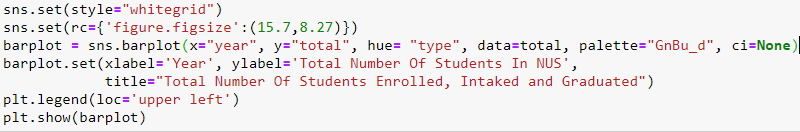 sns.set(style="whitegrid")
sns.set(rc={'figure.figsize':(15.7,8.27)})
barplot = sns.barplot(x="year", y="total", hue= "type", data=total, palette="GnBu_d", ci=None)
barplot.set(xlabel='Year', ylabel='Total Number Of Students In NUS',
            title="Total Number Of Students Enrolled, Intaked and Graduated")
plt.legend(loc='upper left')
plt.show(barplot)